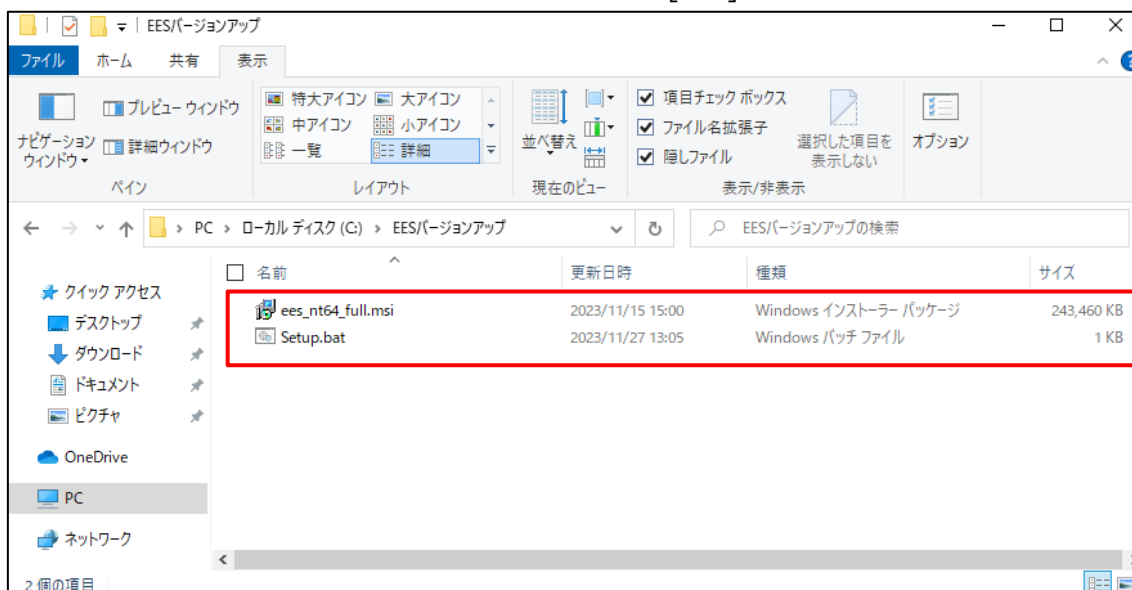 EESバージョンアップ
ファイル ホーム 共有 表示
ナビゲーション ウィンドウ
プレビュー ウィンドウ
詳細ウィンドウ
ペイン
特大アイコン 大アイコン
中アイコン 小アイコン
一覧 詳細
レイアウト
並べ替え
現在のビュー
項目チェック ボックス
ファイル名拡張子
隠しファイル
選択した項目を
表示しない
表示/非表示
オプション
PC ローカル ディスク (C:) EESバージョンアップ
EESバージョンアップの検索
名前 更新日時 種類 サイズ
ees_nt64_full.msi 2023/11/15 15:00 Windows インストーラー パッケージ 243,460 KB
Setup.bat 2023/11/27 13:05 Windows バッチ ファイル 1 KB
クイック アクセス
デスクトップ
ダウンロード
ドキュメント
ピクチャ
OneDrive
PC
ネットワーク
2 個の項目